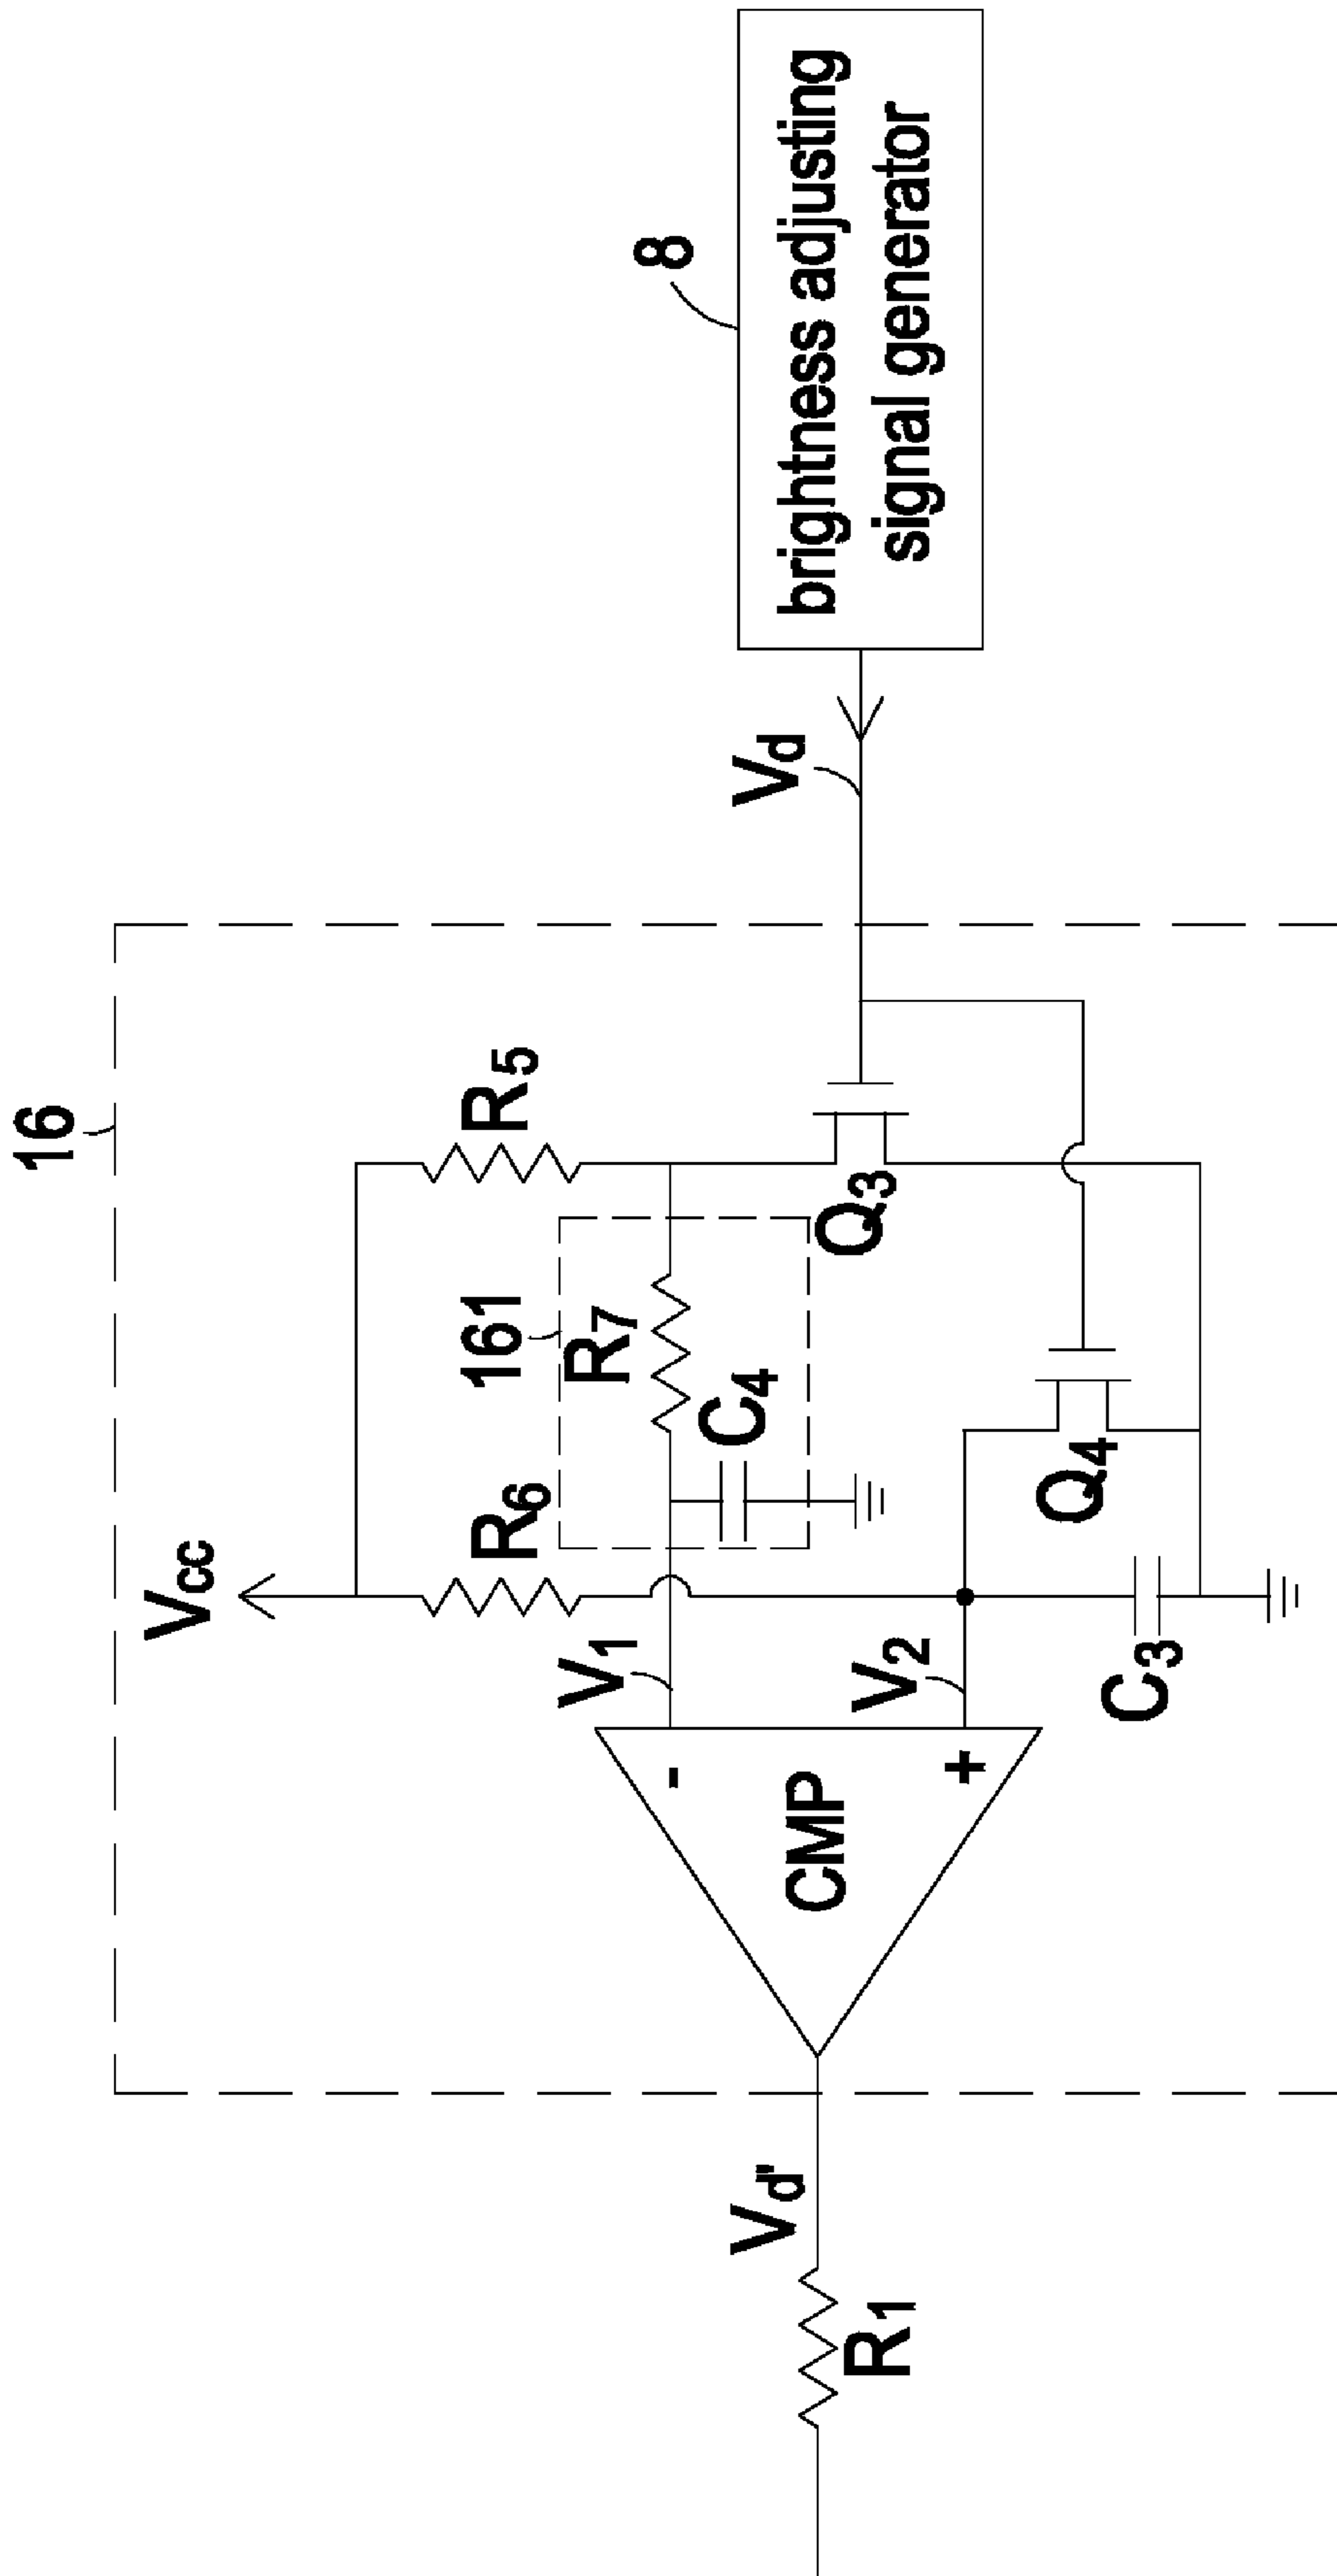 16
Vcc
R6
R5
161
R7
C4
V1
V2
-
+
CMP
C3
Q3
Q4
Vd'
R1
Vd
8
brightness adjusting
signal generator